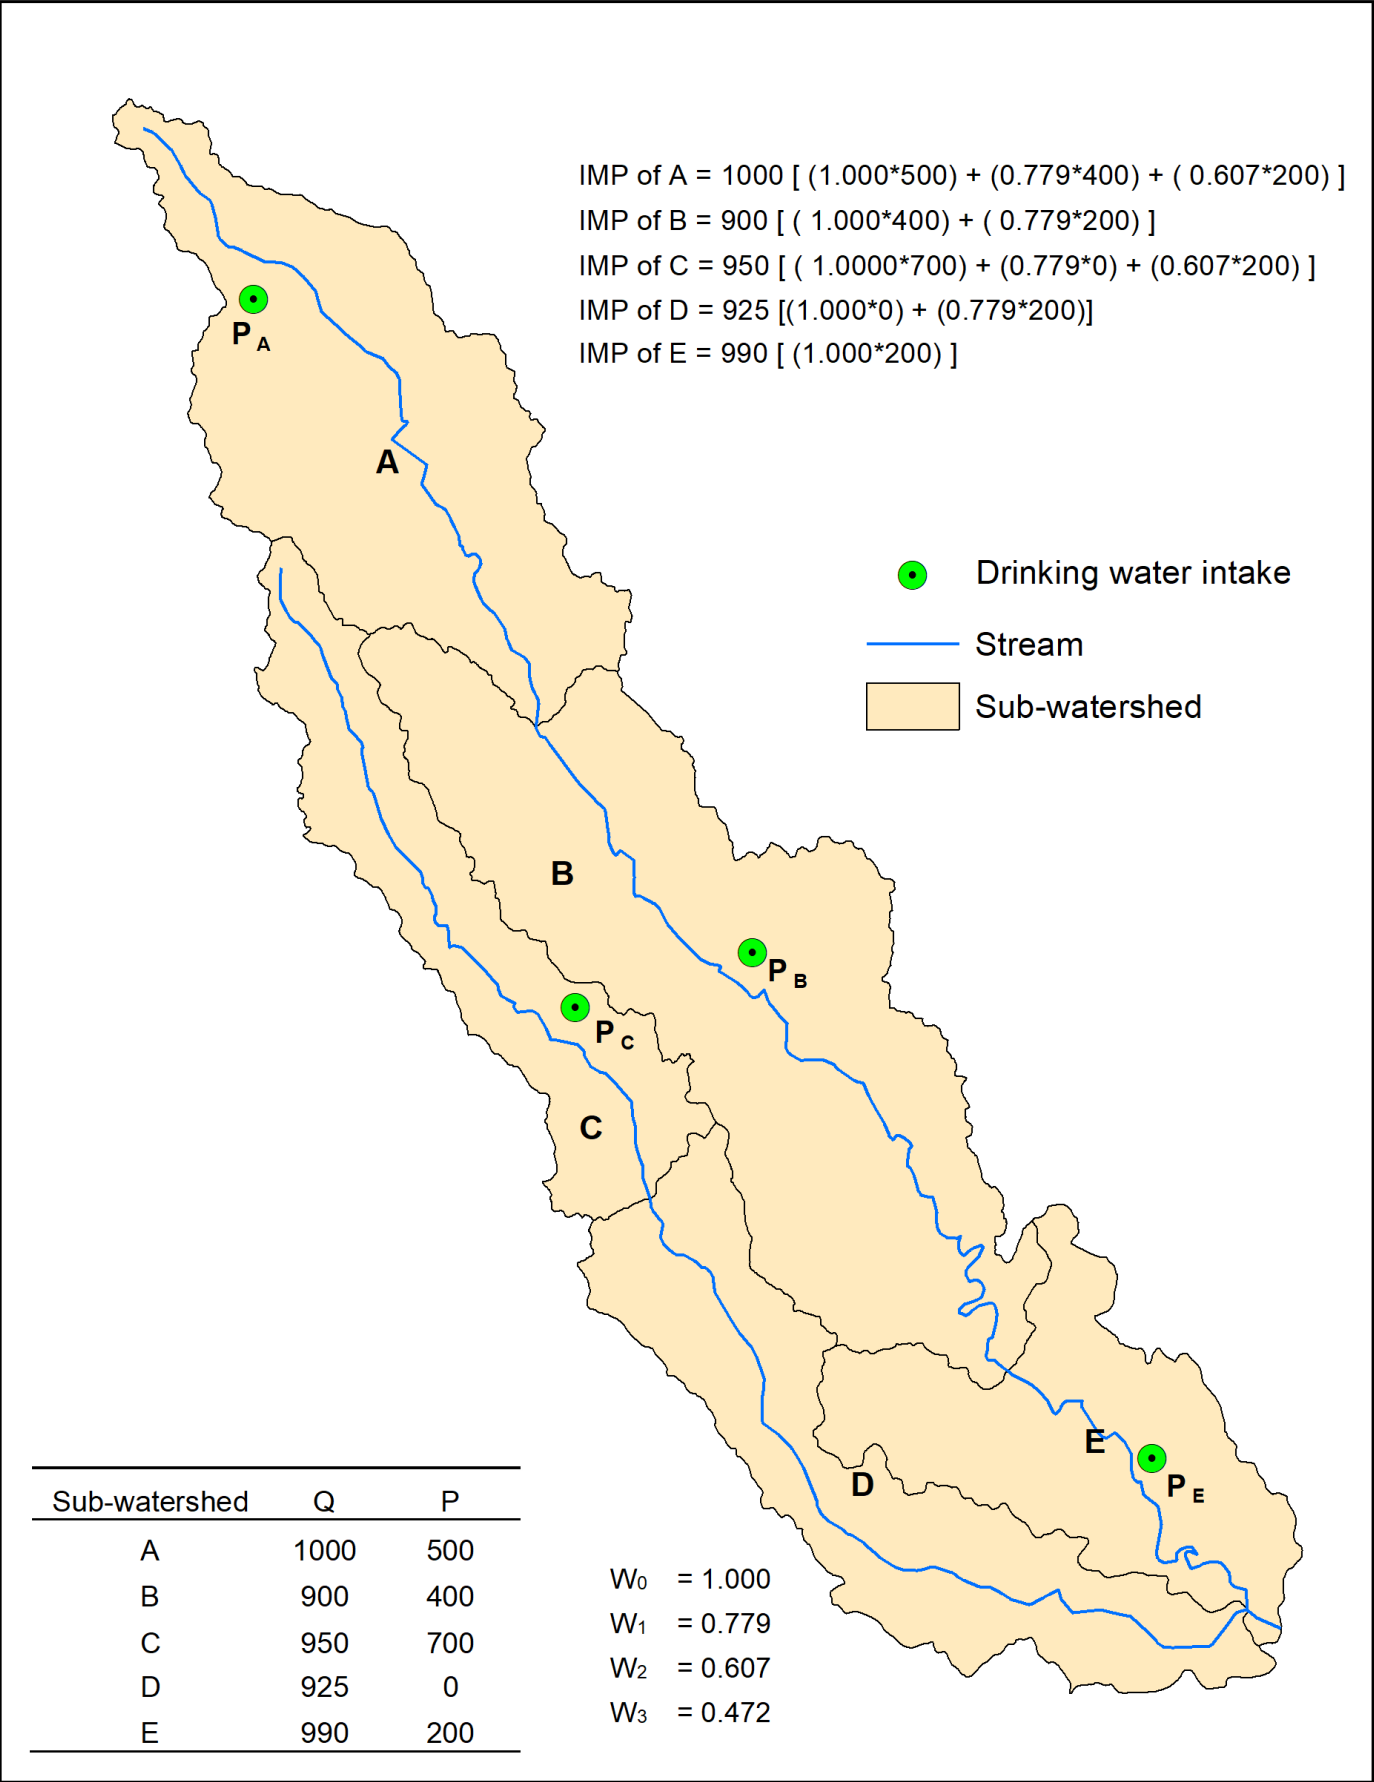 IMP of A = 1000 [ (1.000*500) + (0.779*400) + ( 0.607*200) ]
IMP of B = 900 [ ( 1.000*400) + ( 0.779*200) ]
IMP of C = 950 [ ( 1.0000*700) + (0.779*0) + (0.607*200) ]
IMP of D = 925 [(1.000*0) + (0.779*200)]
IMP of E = 990 [ (1.000*200) ]
P A
A
Drinking water intake
Stream
Sub-watershed
B
P B
P C
C
E
D
P E
Sub-watershed Q P
A 1000 500
B 900 400
C 950 700
D 925 0
E 990 200
W0 = 1.000
W1 = 0.779
W2 = 0.607
W3 = 0.472